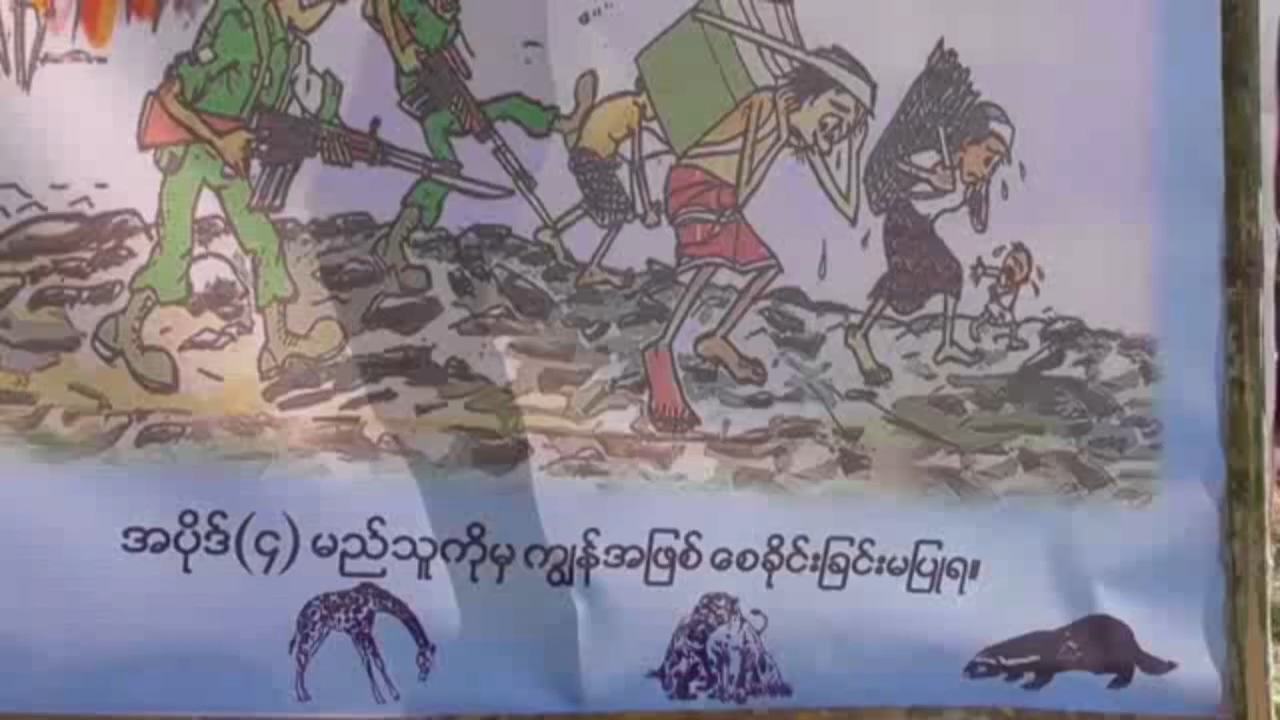 အပိုဒ်(၄) မည်သူကိုမှ ကျွန်အဖြစ် စေခိုင်းခြင်းမပြုရ။